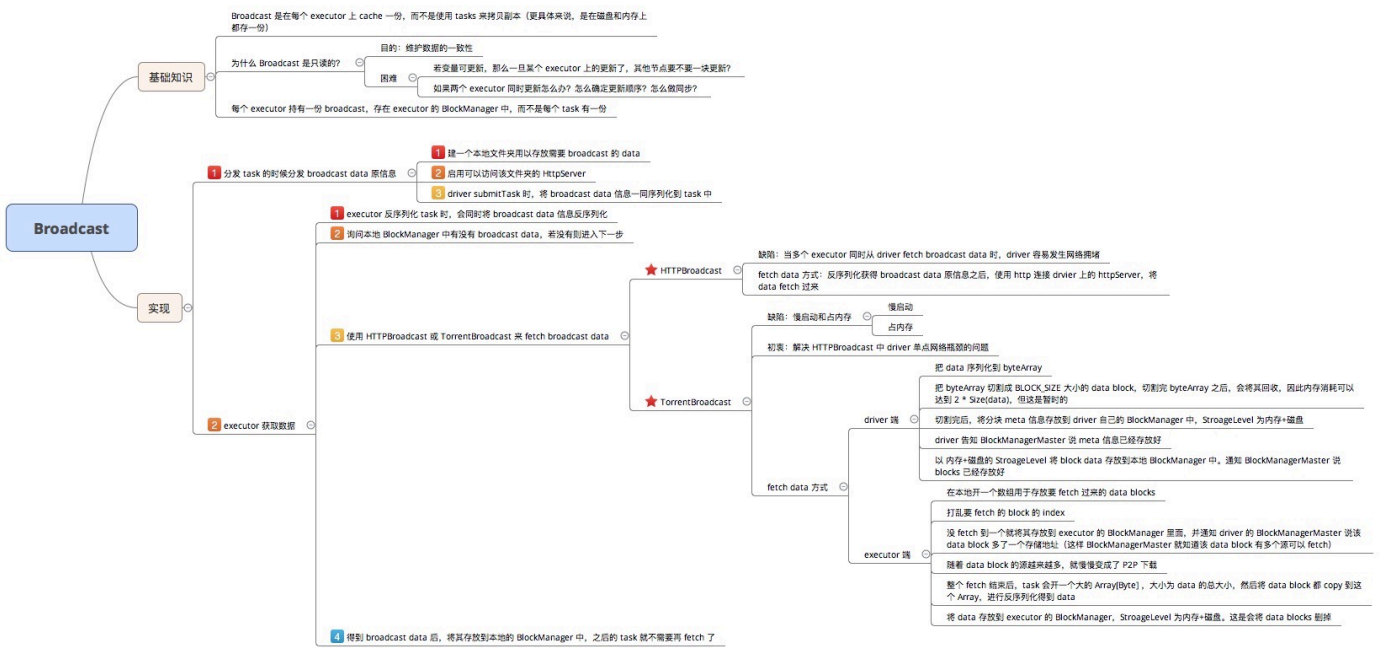 Broadcast
基础知识
Broadcast 是在每个 executor 上 cache 一份，而不是使用 tasks 来拷贝副本（更具体来说，是在磁盘和内存上
都存一份）
为什么 Broadcast 是只读的？
目的：维护数据的一致性
困难
若变量可更新，那么一旦某个 executor 上的更新了，其他节点要不要一块更新？
如果两个 executor 同时更新怎么办？怎么确定更新顺序？怎么做同步？
每个 executor 持有一份 broadcast，存在 executor 的 BlockManager 中，而不是每个 task 有一份
实现
1 分发 task 的时候分发 broadcast data 原信息
1 建一个本地文件夹用以存放需要 broadcast 的 data
2 启用可以访问该文件夹的 HttpServer
3 driver submitTask 时，将 broadcast data 信息一同序列化到 task 中
2 executor 获取数据
1 executor 反序列化 task 时，会同时将 broadcast data 信息反序列化
2 询问本地 BlockManager 中有没有 broadcast data，若没有则进入下一步
3 使用 HTTPBroadcast 或 TorrentBroadcast 来 fetch broadcast data
HTTPBroadcast
缺陷：当多个 executor 同时从 driver fetch broadcast data 时，driver 容易发生网络拥堵
fetch data 方式：反序列化获得 broadcast data 原信息之后，使用 http 连接 drvier 上的 httpServer，将
data fetch 过来
TorrentBroadcast
缺陷：慢启动和占内存
慢启动
占内存
初衷：解决 HTTPBroadcast 中 driver 单点网络瓶颈的问题
fetch data 方式
driver 端
把 data 序列化到 byteArray
把 byteArray 切割成 BLOCK_SIZE 大小的 data block，切割完 byteArray 之后，会将其回收，因此内存消耗可以
达到 2 * Size(data)，但这是暂时的
切割完后，将分块 meta 信息存放到 driver 自己的 BlockManager 中，StroageLevel 为内存+磁盘
driver 告知 BlockManagerMaster 说 meta 信息已经存放好
以 内存+磁盘的 StroageLevel 将 block data 存放到本地 BlockManager 中。通知 BlockManagerMaster 说
blocks 已经存放好
executor 端
在本地开一个数组用于存放要 fetch 过来的 data blocks
打乱要 fetch 的 block 的 index
没 fetch 到一个就将其存放到 executor 的 BlockManager 里面，并通知 driver 的 BlockManagerMaster 说该
data block 多了一个存储地址（这样 BlockManagerMaster 就知道该 data block 有多个源可以 fetch）
随着 data block 的源越来越多，就慢慢变成了 P2P 下载
整个 fetch 结束后，task 会开一个大的 Array[Byte] ，大小为 data 的总大小，然后将 data block 都 copy 到这
个 Array，进行反序列化得到 data
将 data 存放到 executor 的 BlockManager，StroageLevel 为内存+磁盘。这是会将 data blocks 删掉
4 得到 broadcast data 后，将其存放到本地的 BlockManager 中，之后的 task 就不需要再 fetch 了